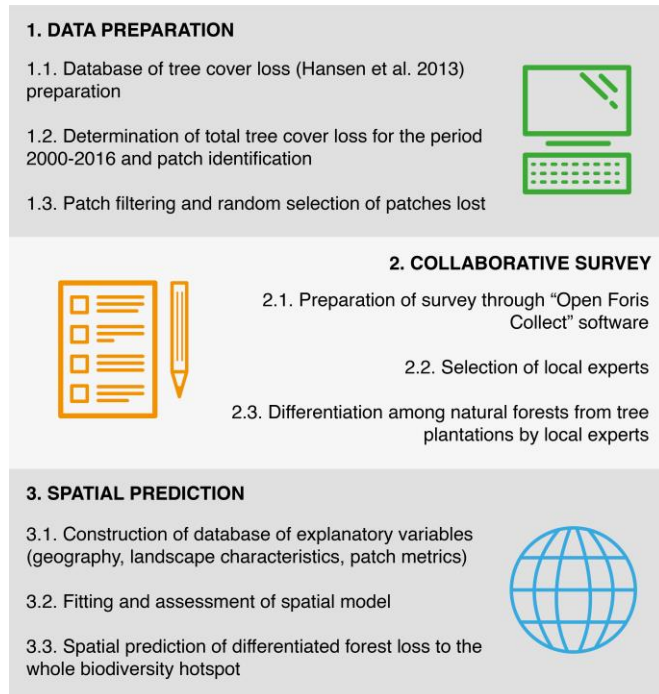 1. DATA PREPARATION
1.1. Database of tree cover loss (Hansen et al. 2013)
preparation
1.2. Determination of total tree cover loss for the period
2000-2016 and patch identification
1.3. Patch filtering and random selection of patches lost
2. COLLABORATIVE SURVEY
2.1. Preparation of survey through “Open Foris
Collect” software
2.2. Selection of local experts
2.3. Differentiation among natural forests from tree
plantations by local experts
3. SPATIAL PREDICTION
3.1. Construction of database of explanatory variables
(geography, landscape characteristics, patch metrics)
3.2. Fitting and assessment of spatial model
3.3. Spatial prediction of differentiated forest loss to the
whole biodiversity hotspot